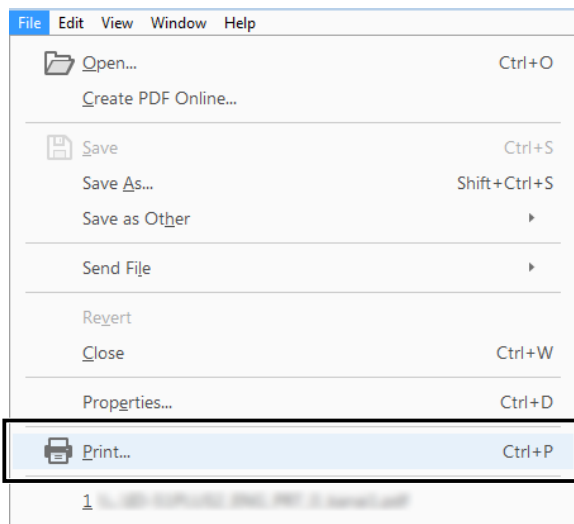 File Edit View Window Help
Open... Ctrl+O
Create PDF Online...
Save Ctrl+S
Save As... Shift+Ctrl+S
Save as Other
Send File
Revert
Close Ctrl+W
Properties... Ctrl+D
Print... Ctrl+P
1